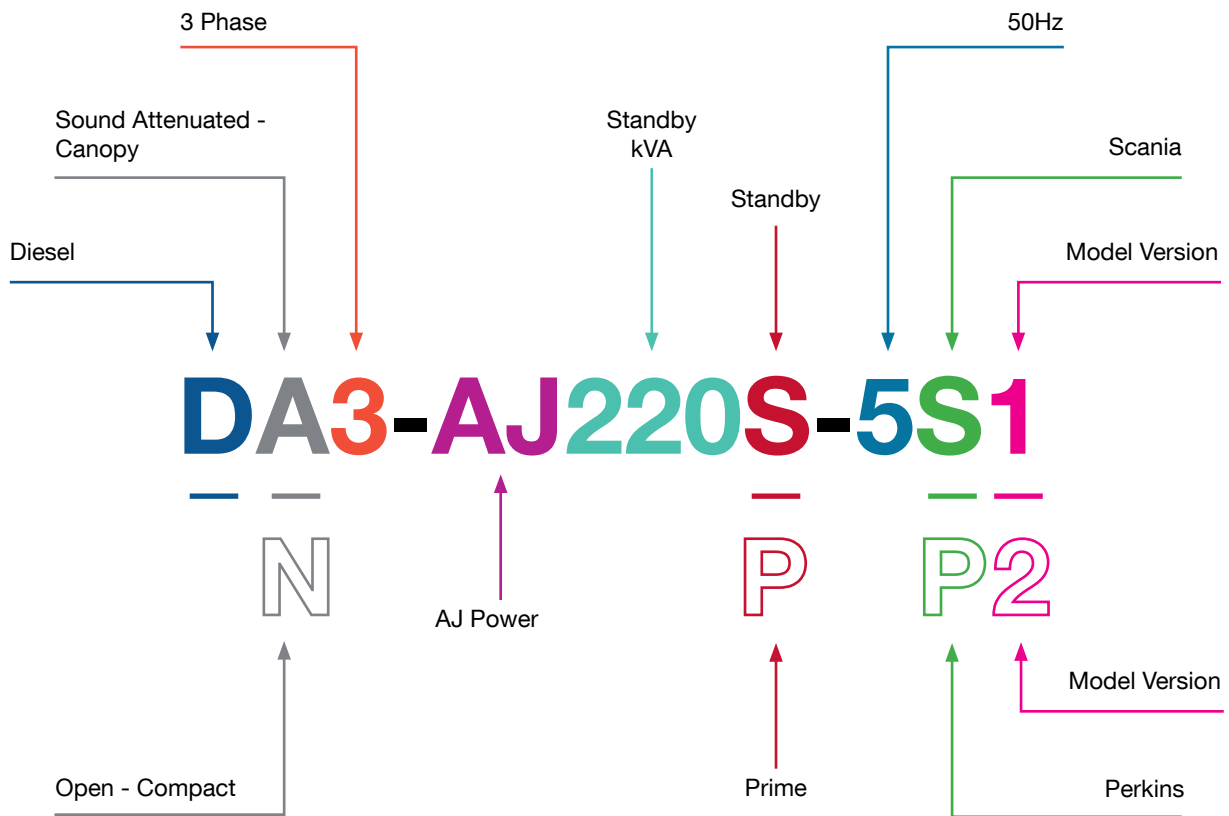 3 Phase
50Hz
Sound Attenuated -
Canopy
Standby
kVA
Scania
Standby
Diesel
Model Version
DA3-AJ220S-5S1
N
P
P2
AJ Power
Model Version
Open - Compact
Prime
Perkins